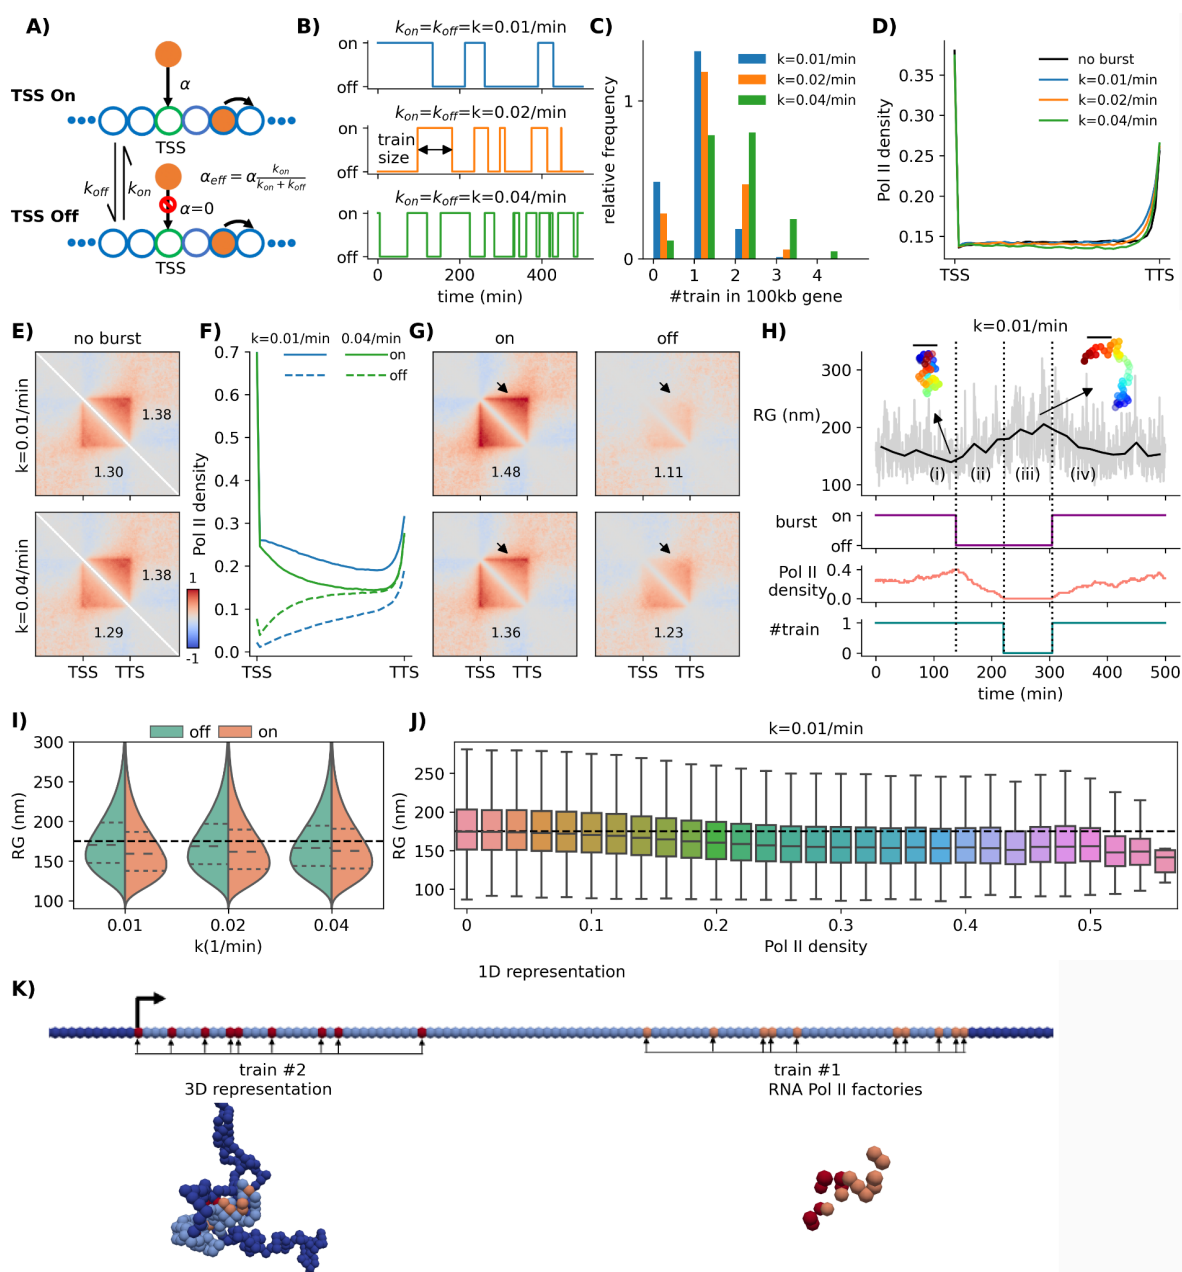 A)
TSS On
α
TSS
k_off
k_on
α_eff = α k_on / k_on + k_off
α=0
TSS Off
TSS
B)
k_on=k_off=k=0.01/min
on
off
k_on=k_off=k=0.02/min
on
train
size
off
k_on=k_off=k=0.04/min
on
off
0
200
400
time (min)
C)
k=0.01/min
k=0.02/min
k=0.04/min
relative frequency
1
0
0
1
2
3
4
#train in 100kb gene
D)
no burst
k=0.01/min
k=0.02/min
k=0.04/min
Pol II density
0.35
0.30
0.25
0.20
0.15
TSS
TTS
E)
no burst
k=0.01/min
1.38
1.30
k=0.04/min
1.38
1.29
1
-1
TSS
TTS
F)
k=0.01/min
0.04/min
on
off
Pol II density
0.7
0.6
0.5
0.4
0.3
0.2
0.1
0.0
TSS
TTS
G)
on
off
1.48
1.11
1.36
1.23
TSS
TTS
TSS
TTS
H)
k=0.01/min
300
RG (nm)
200
100
(i)
(ii)
(iii)
(iv)
burst
on
off
Pol II
density
0.4
0.0
#train
1
0
0
100
200
300
400
500
time (min)
I)
off
on
RG (nm)
300
250
200
150
100
0.01
0.02
0.04
k(1/min)
J)
k=0.01/min
RG (nm)
250
200
150
100
0
0.1
0.2
0.3
0.4
0.5
Pol II density
K)
1D representation
train #2
train #1
3D representation
RNA Pol II factories